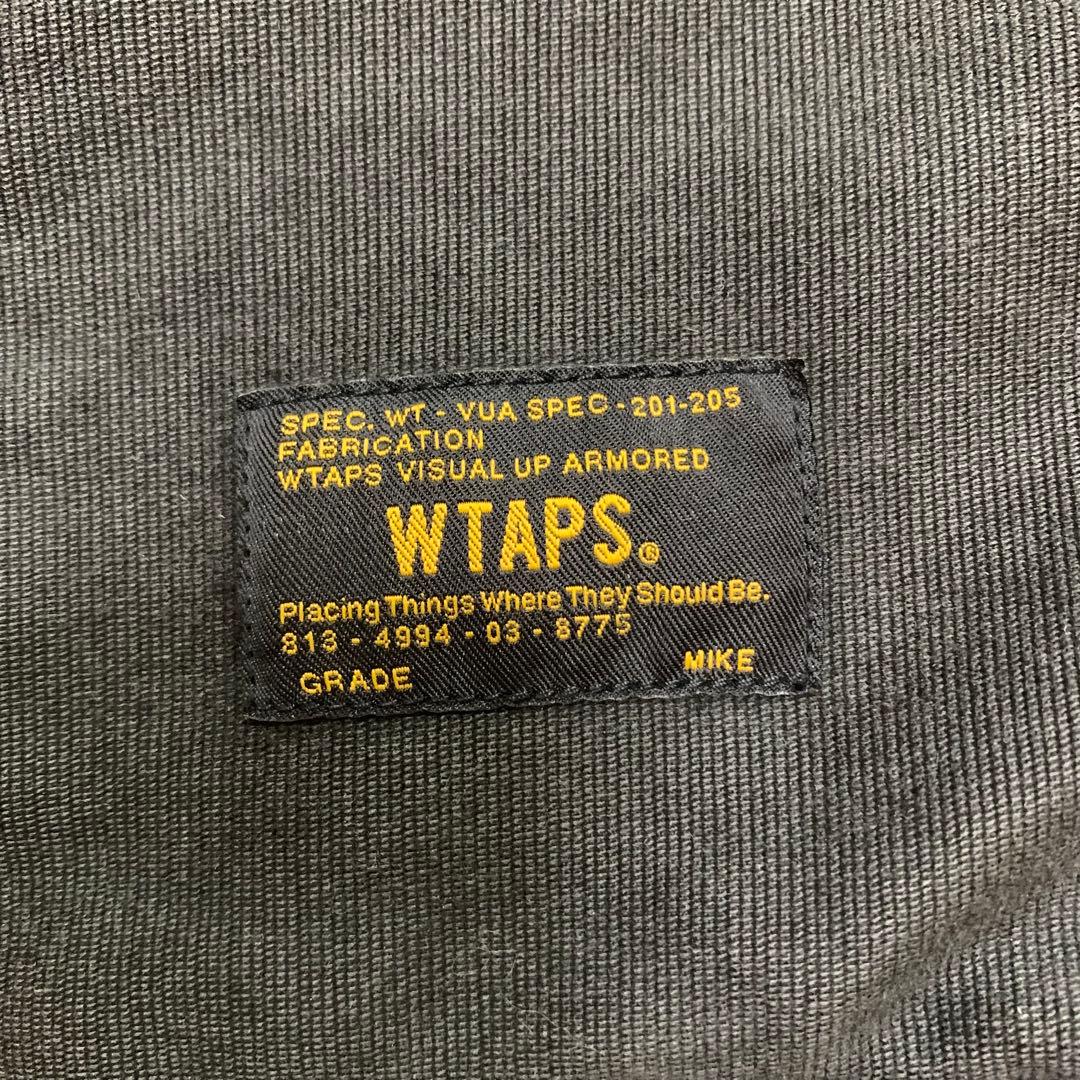 SPEC. WT - VUA SPEC - 201-205
FABRICATION
WTAPS VISUAL UP ARMORED
WTAPS.®
Placing Things Where They Should Be.
813 - 4994 - 03 - 8775
GRADE MIKE